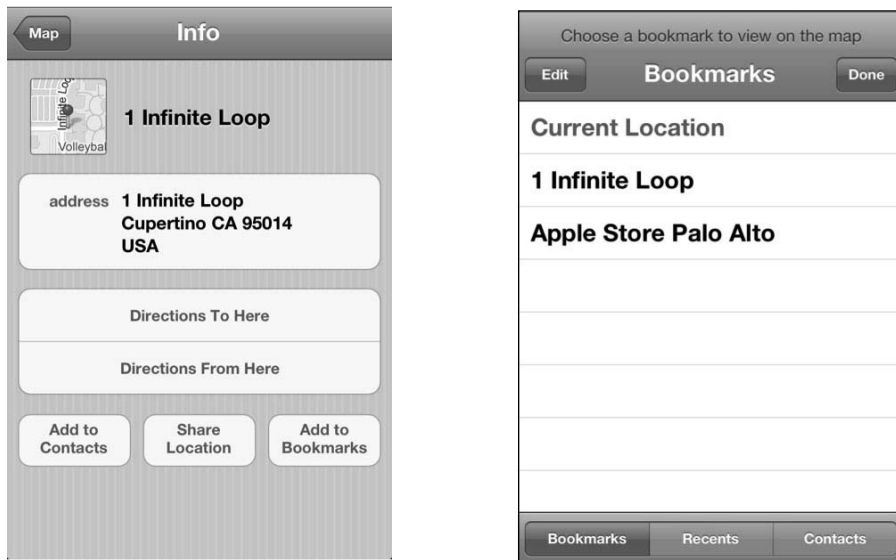 Map
Info
Infinite Loo
Volleybal
1 Infinite Loop
address 1 Infinite Loop
Cupertino CA 95014
USA
Directions To Here
Directions From Here
Add to
Contacts
Share
Location
Add to
Bookmarks
Choose a bookmark to view on the map
Edit
Bookmarks
Done
Current Location
1 Infinite Loop
Apple Store Palo Alto
Bookmarks
Recents
Contacts